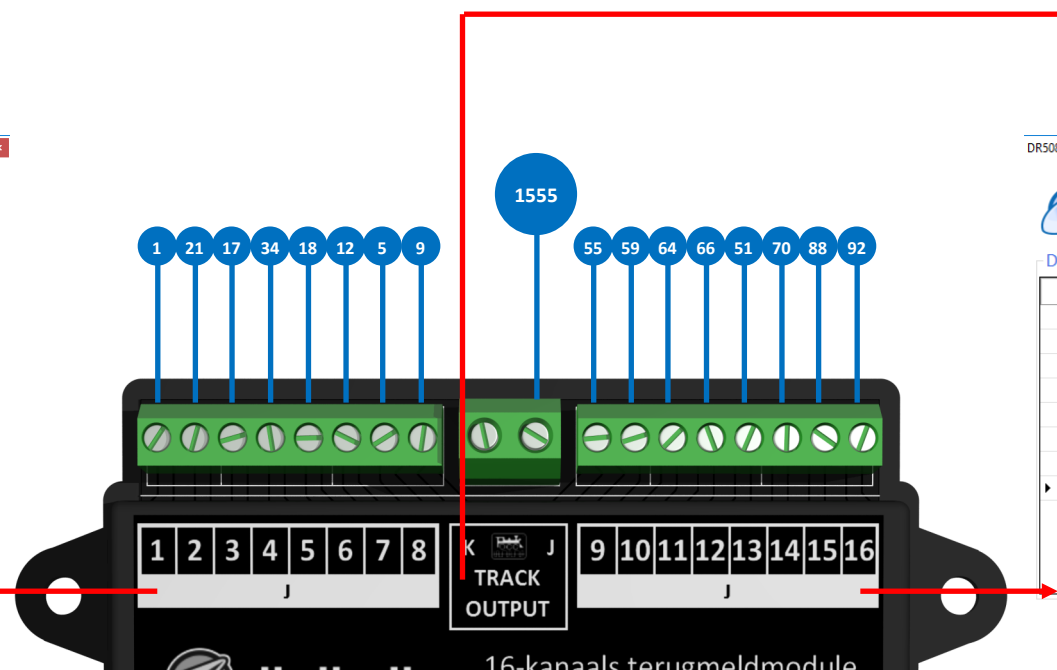 DR508
1555
1 21 17 34 18 12 5 9
55 59 64 66 51 70 88 92
D
1 2 3 4 5 6 7 8
J
K J
TRACK
OUTPUT
9 10 11 12 13 14 15 16
J
16-kanaals terugmeldmodule